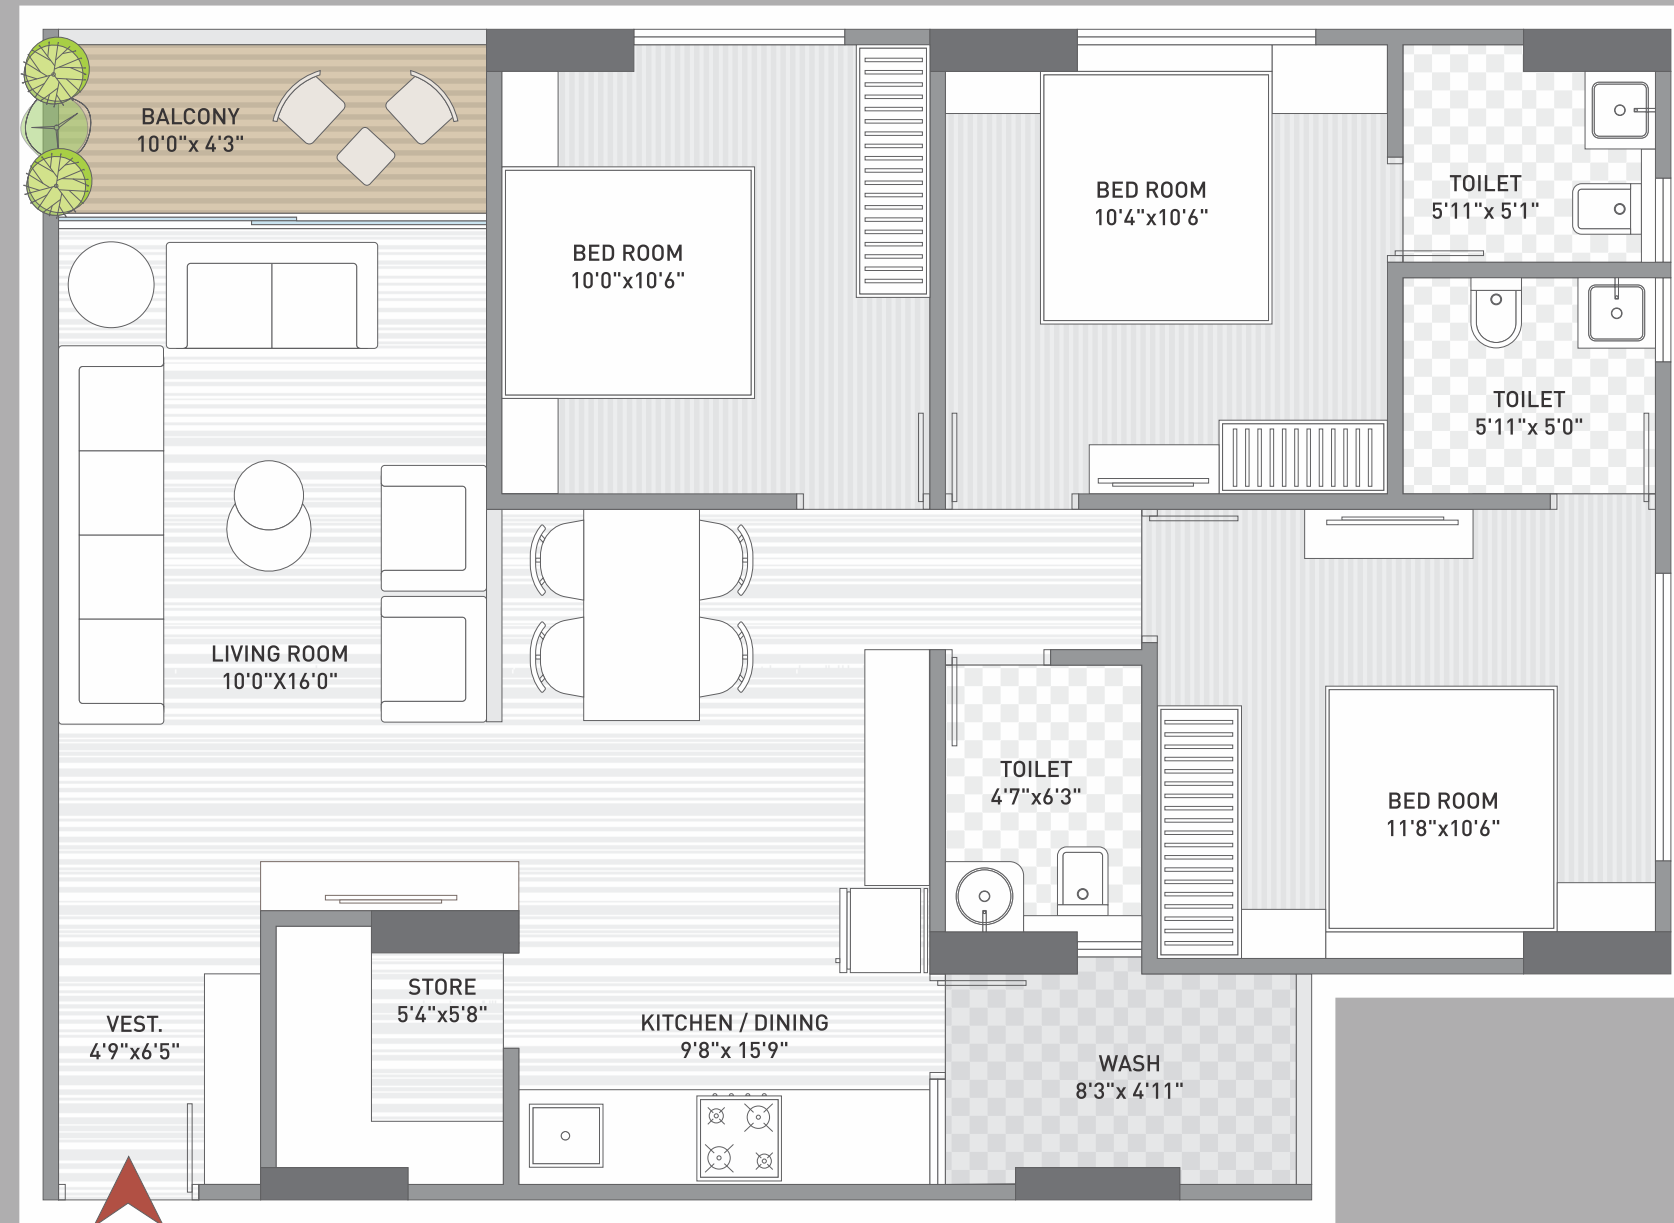 BALCONY
10'0"x 4'3"
BED ROOM
10'0"x10'6"
BED ROOM
10'4"x10'6"
TOILET
5'11"x 5'1"
TOILET
5'11"x 5'0"
LIVING ROOM
10'0"X16'0"
TOILET
4'7"x6'3"
BED ROOM
11'8"x10'6"
VEST.
4'9"x6'5"
STORE
5'4"x5'8"
KITCHEN / DINING
9'8"x 15'9"
WASH
8'3"x 4'11"